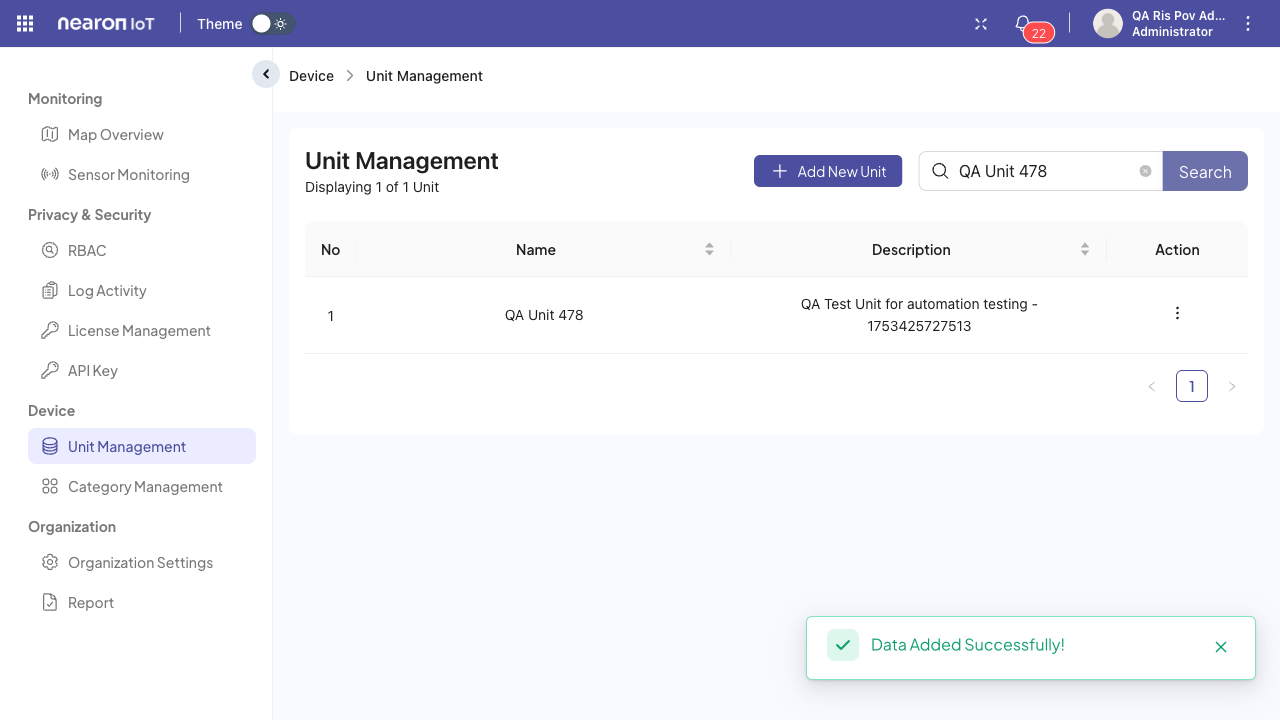 nearon IoT
Theme
22
QA Ris Pov Ad...
Administrator
Device > Unit Management
Monitoring
Map Overview
Sensor Monitoring
Privacy & Security
RBAC
Log Activity
License Management
API Key
Device
Unit Management
Category Management
Organization
Organization Settings
Report
Unit Management
Displaying 1 of 1 Unit
Add New Unit
QA Unit 478
Search
No Name Description Action
1 QA Unit 478 QA Test Unit for automation testing -
1753425727513
1
Data Added Successfully!